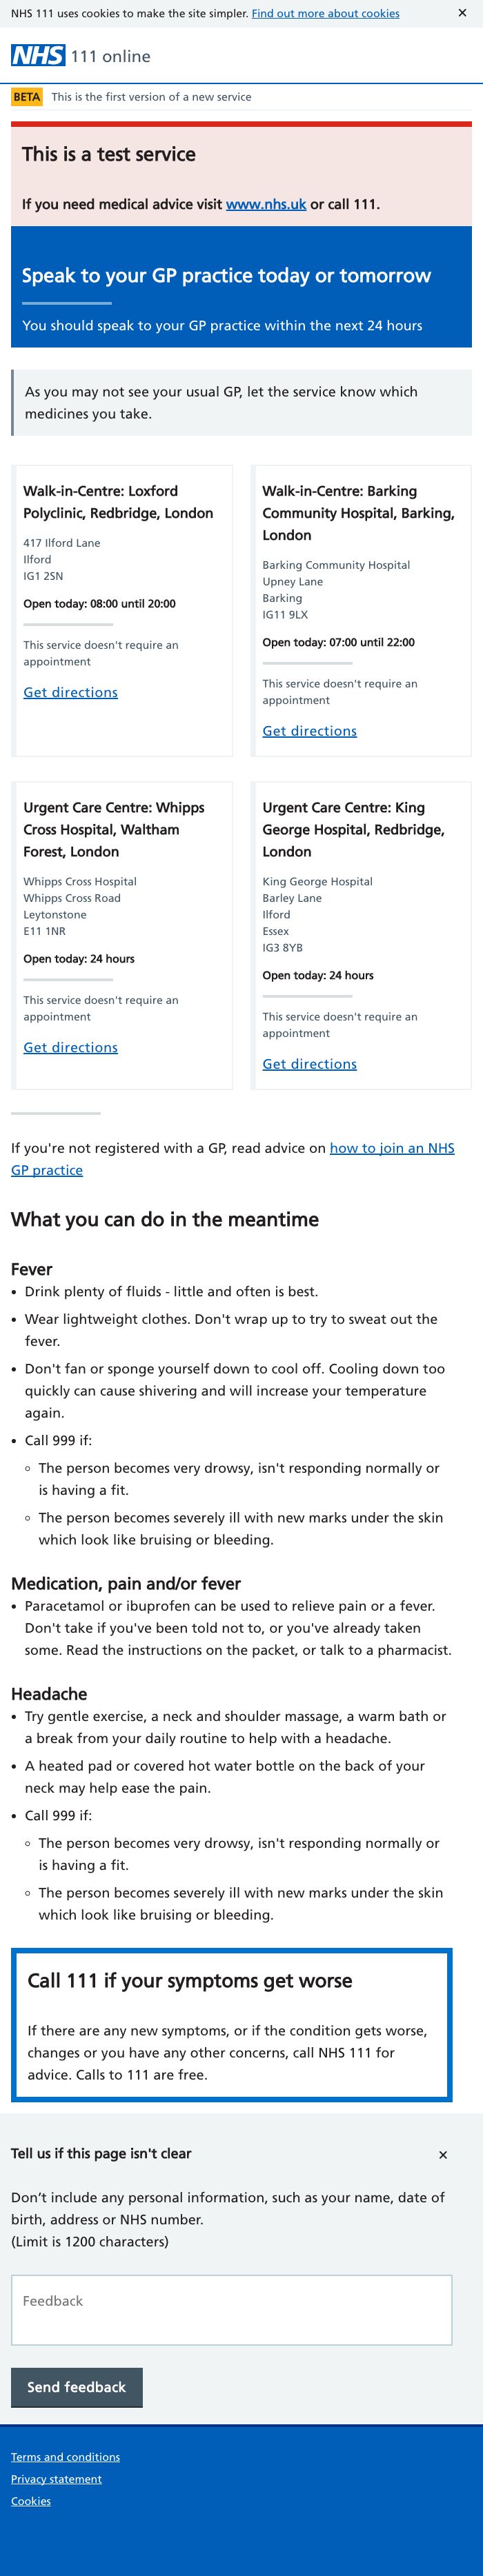 NHS 111 uses cookies to make the site simpler. Find out more about cookies ✕
NHS 111 online
BETA This is the first version of a new service
This is a test service
If you need medical advice visit www.nhs.uk or call 111.
Speak to your GP practice today or tomorrow
You should speak to your GP practice within the next 24 hours
As you may not see your usual GP, let the service know which
medicines you take.
Walk-in-Centre: Loxford
Polyclinic, Redbridge, London
417 Ilford Lane
Ilford
IG1 2SN
Open today: 08:00 until 20:00
This service doesn't require an
appointment
Get directions
Walk-in-Centre: Barking
Community Hospital, Barking,
London
Barking Community Hospital
Upney Lane
Barking
IG11 9LX
Open today: 07:00 until 22:00
This service doesn't require an
appointment
Get directions
Urgent Care Centre: Whipps
Cross Hospital, Waltham
Forest, London
Whipps Cross Hospital
Whipps Cross Road
Leytonstone
E11 1NR
Open today: 24 hours
This service doesn't require an
appointment
Get directions
Urgent Care Centre: King
George Hospital, Redbridge,
London
King George Hospital
Barley Lane
Ilford
Essex
IG3 8YB
Open today: 24 hours
This service doesn't require an
appointment
Get directions
If you're not registered with a GP, read advice on how to join an NHS
GP practice
What you can do in the meantime
Fever
• Drink plenty of fluids - little and often is best.
• Wear lightweight clothes. Don't wrap up to try to sweat out the
fever.
• Don't fan or sponge yourself down to cool off. Cooling down too
quickly can cause shivering and will increase your temperature
again.
• Call 999 if:
◦ The person becomes very drowsy, isn't responding normally or
is having a fit.
◦ The person becomes severely ill with new marks under the skin
which look like bruising or bleeding.
Medication, pain and/or fever
• Paracetamol or ibuprofen can be used to relieve pain or a fever.
Don't take if you've been told not to, or you've already taken
some. Read the instructions on the packet, or talk to a pharmacist.
Headache
• Try gentle exercise, a neck and shoulder massage, a warm bath or
a break from your daily routine to help with a headache.
• A heated pad or covered hot water bottle on the back of your
neck may help ease the pain.
• Call 999 if:
◦ The person becomes very drowsy, isn't responding normally or
is having a fit.
◦ The person becomes severely ill with new marks under the skin
which look like bruising or bleeding.
Call 111 if your symptoms get worse
If there are any new symptoms, or if the condition gets worse,
changes or you have any other concerns, call NHS 111 for
advice. Calls to 111 are free.
Tell us if this page isn't clear ✕
Don’t include any personal information, such as your name, date of
birth, address or NHS number.
(Limit is 1200 characters)
Feedback
Send feedback
Terms and conditions
Privacy statement
Cookies